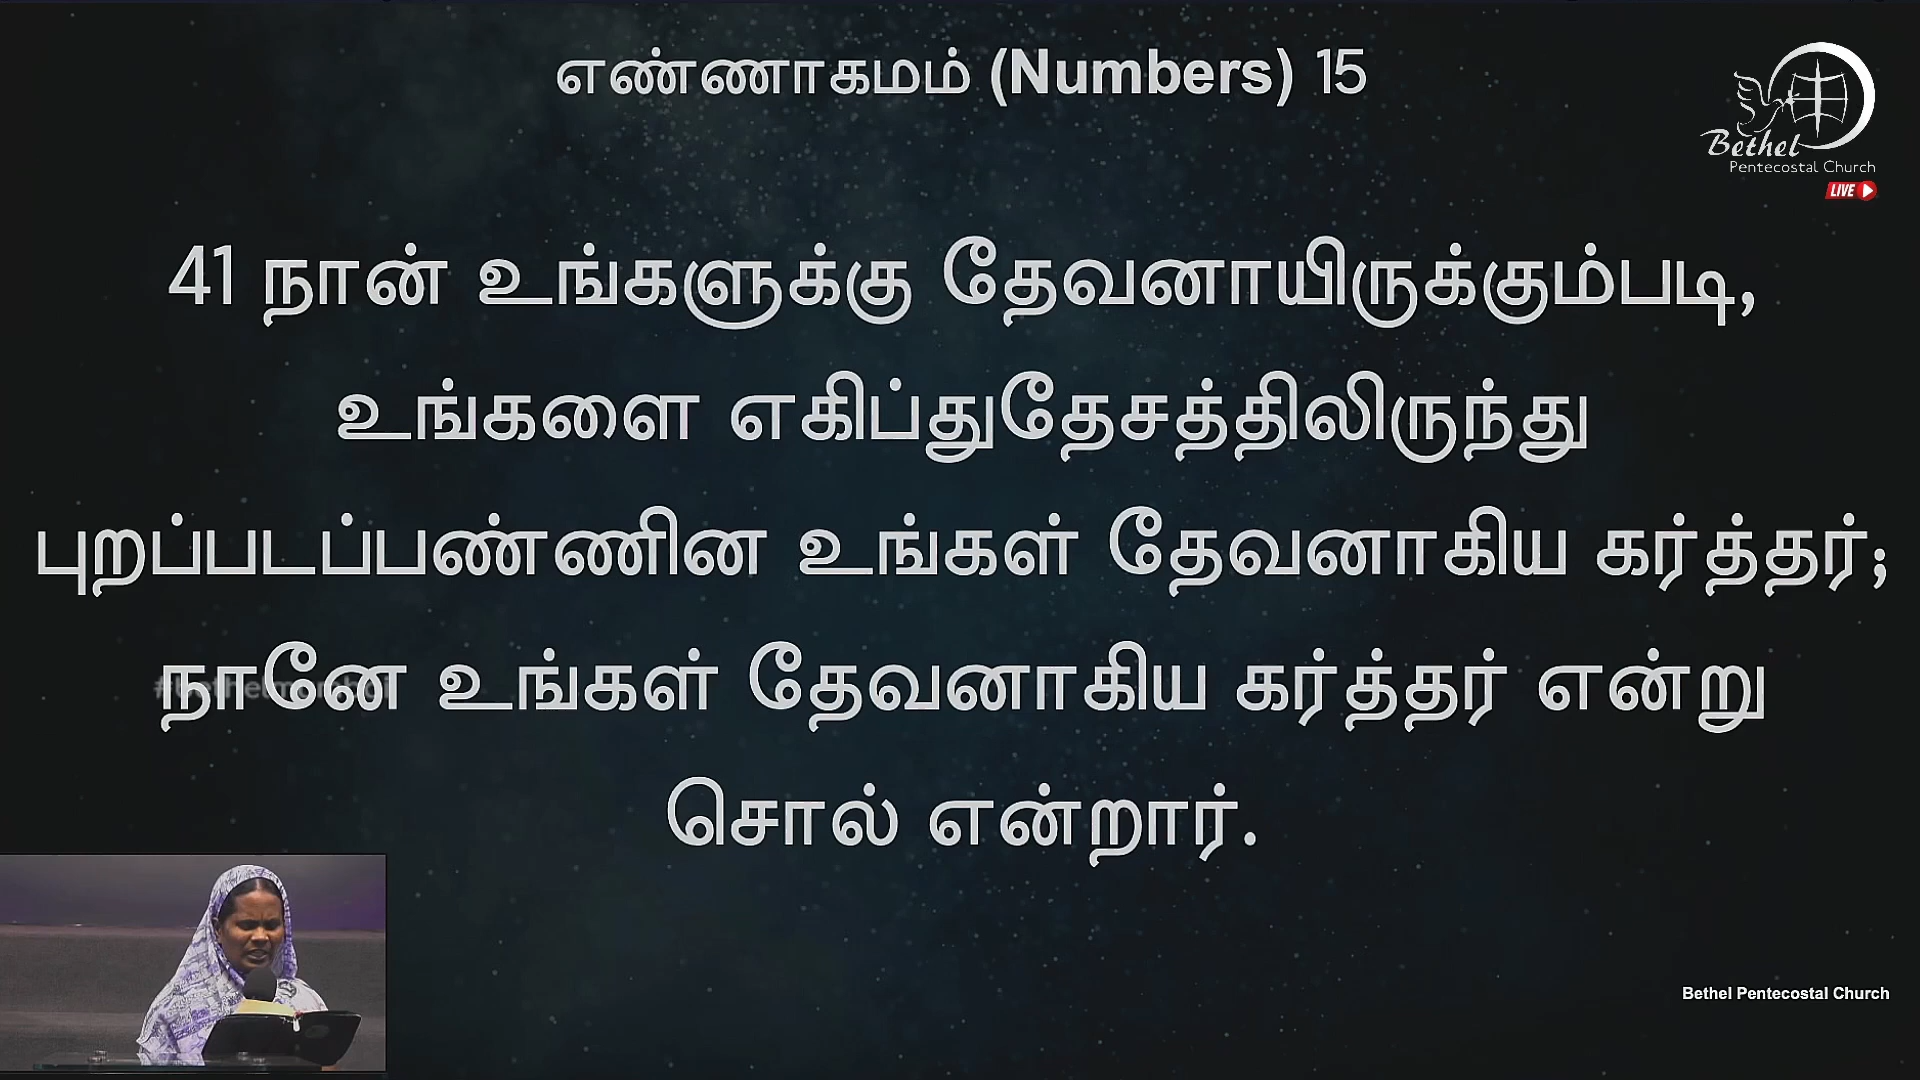 எண்ணாகமம் (Numbers) 15
Bethel
Pentecostal Church
LIVE
41 நான் உங்களுக்கு தேவனாயிருக்கும்படி,
உங்களை எகிப்துதேசத்திலிருந்து
புறப்படப்பண்ணின உங்கள் தேவனாகிய கர்த்தர்;
நானே உங்கள் தேவனாகிய கர்த்தர் என்று
சொல் என்றார்.
Bethel Pentecostal Church